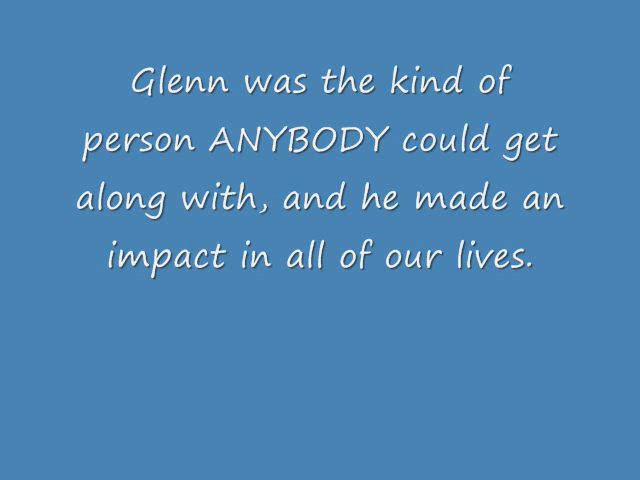 Glenn was the kind of
person ANYBODY could get
along with, and he made an
impact in all of our lives.